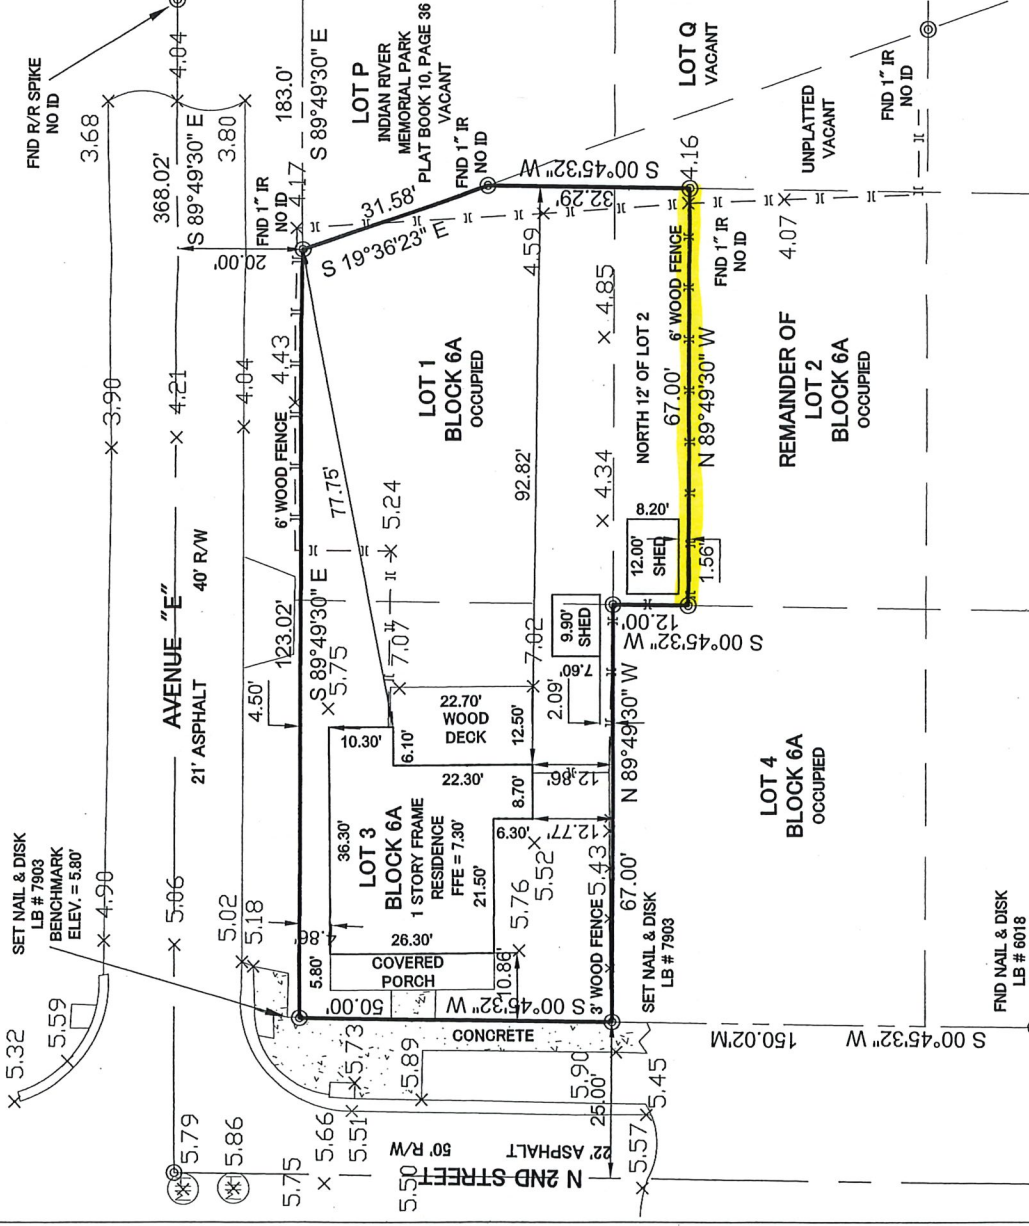 FND R/R SPIKE
NO ID
3.68
4.04
368.02'
S 89°49'30" E
3.80
183.0'
S 89°49'30" E
LOT P
INDIAN RIVER
MEMORIAL PARK
PLAT BOOK 10, PAGE 36
VACANT
LOT Q
VACANT
FND 1" IR
NO ID
4.17
20.00'
31.58'
S 19°36'23" E
FND 1" IR
NO ID
S 00°45'32" W
32.29'
4.59
4.16
UNPLATTED
VACANT
FND 1" IR
NO ID
FND 1" IR
NO ID
4.07
3.90
4.21
4.04
4.43
6' WOOD FENCE
77.75'
LOT 1
BLOCK 6A
OCCUPIED
92.82'
4.85
NORTH 12' OF LOT 2
6' WOOD FENCE
67.00'
N 89°49'30" W
4.34
REMAINDER OF
LOT 2
BLOCK 6A
OCCUPIED
8.20'
12.00'
SHED
1.56'
AVENUE "E"
21' ASPHALT
40' R/W
123.02'
S 89°49'30" E
5.24
5.75
7.07
4.50'
9.90'
SHED
7.60'
2.09'
7.02
12.00'
S 00°45'32" W
22.70'
WOOD
DECK
12.50'
10.30'
6.10'
22.30'
8.70'
12.86'
N 89°49'30" W
36.30'
LOT 3
BLOCK 6A
1 STORY FRAME
RESIDENCE
FFE = 7.30'
21.50'
6.30'
12.77'
5.52
5.76
5.43
67.00'
3' WOOD FENCE
LOT 4
BLOCK 6A
OCCUPIED
SET NAIL & DISK
LB # 7903
BENCHMARK
ELEV. = 5.80'
4.90
5.06
5.02
5.18
4.86'
5.80'
26.30'
COVERED
PORCH
10.86'
50.00'
S 00°45'32" W
SET NAIL & DISK
LB # 7903
CONCRETE
FND NAIL & DISK
LB # 6018
5.32
5.59
5.73
5.89
5.90
25.00'
150.02'M
S 00°45'32" W
5.45
5.79
5.86
5.75
5.66
5.51
5.50
50' R/W
22' ASPHALT
N 2ND STREET
5.57